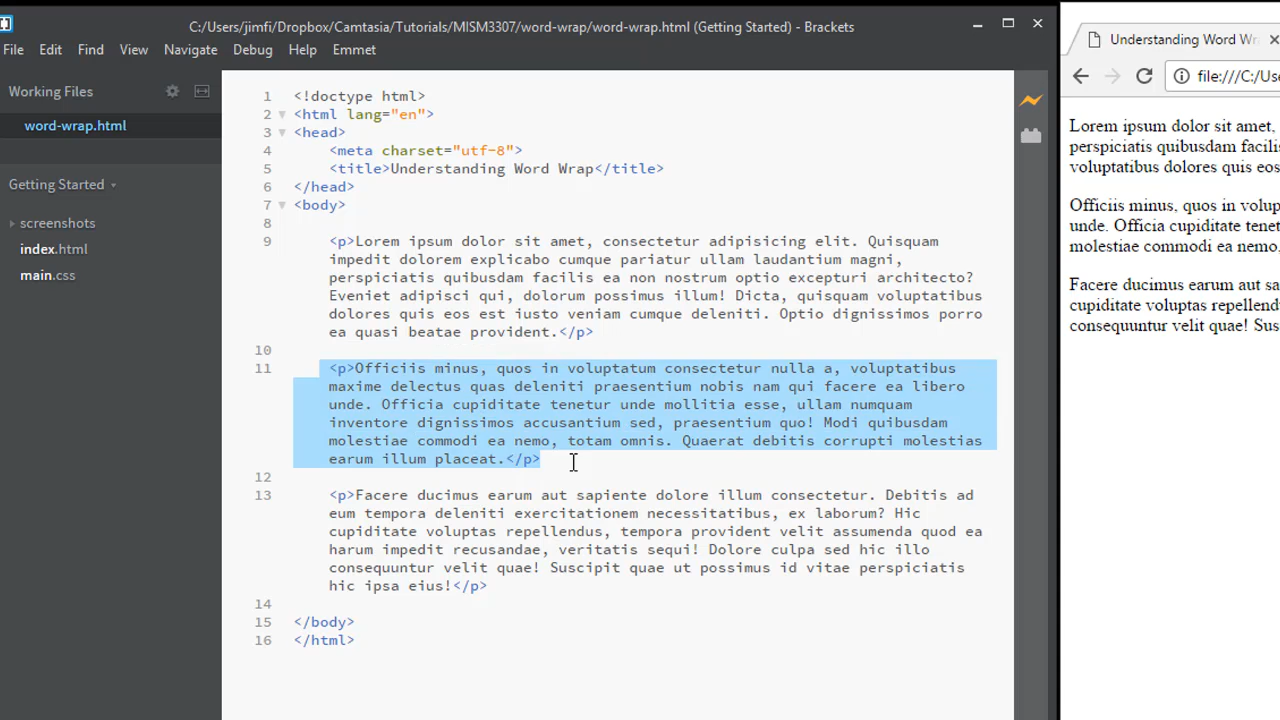 C:/Users/jimfi/Dropbox/Camtasia/Tutorials/MISM3307/word-wrap/word-wrap.html (Getting Started) - Brackets
File Edit Find View Navigate Debug Help Emmet
Working Files
word-wrap.html
Getting Started
screenshots
index.html
main.css
1 <!doctype html>
2 <html lang="en">
3 <head>
4 <meta charset="utf-8">
5 <title>Understanding Word Wrap</title>
6 </head>
7 <body>
8
9 <p>Lorem ipsum dolor sit amet, consectetur adipisicing elit. Quisquam
impedit dolorem explicabo cumque pariatur ullam laudantium magni,
perspiciatis quibusdam facilis ea non nostrum optio excepturi architecto?
Eveniet adipisci qui, dolorum possimus illum! Dicta, quisquam voluptatibus
dolores quis eos est iusto veniam cumque deleniti. Optio dignissimos porro
ea quasi beatae provident.</p>
10
11 <p>Officiis minus, quos in voluptatum consectetur nulla a, voluptatibus
maxime delectus quas deleniti praesentium nobis nam qui facere ea libero
unde. Officia cupiditate tenetur unde mollitia esse, ullam numquam
inventore dignissimos accusantium sed, praesentium quo! Modi quibusdam
molestiae commodi ea nemo, totam omnis. Quaerat debitis corrupti molestias
earum illum placeat.</p>
12
13 <p>Facere ducimus earum aut sapiente dolore illum consectetur. Debitis ad
eum tempora deleniti exercitationem necessitatibus, ex laborum? Hic
cupiditate voluptas repellendus, tempora provident velit assumenda quod ea
harum impedit recusandae, veritatis sequi! Dolore culpa sed hic illo
consequuntur velit quae! Suscipit quae ut possimus id vitae perspiciatis
hic ipsa eius!</p>
14
15 </body>
16 </html>
Understanding Word Wr
file:///C:/Use
Lorem ipsum dolor sit amet,
perspiciatis quibusdam facilis
voluptatibus dolores quis eos
Officiis minus, quos in volup
unde. Officia cupiditate tenet
molestiae commodi ea nemo,
Facere ducimus earum aut sa
cupiditate voluptas repellend
consequuntur velit quae! Sus